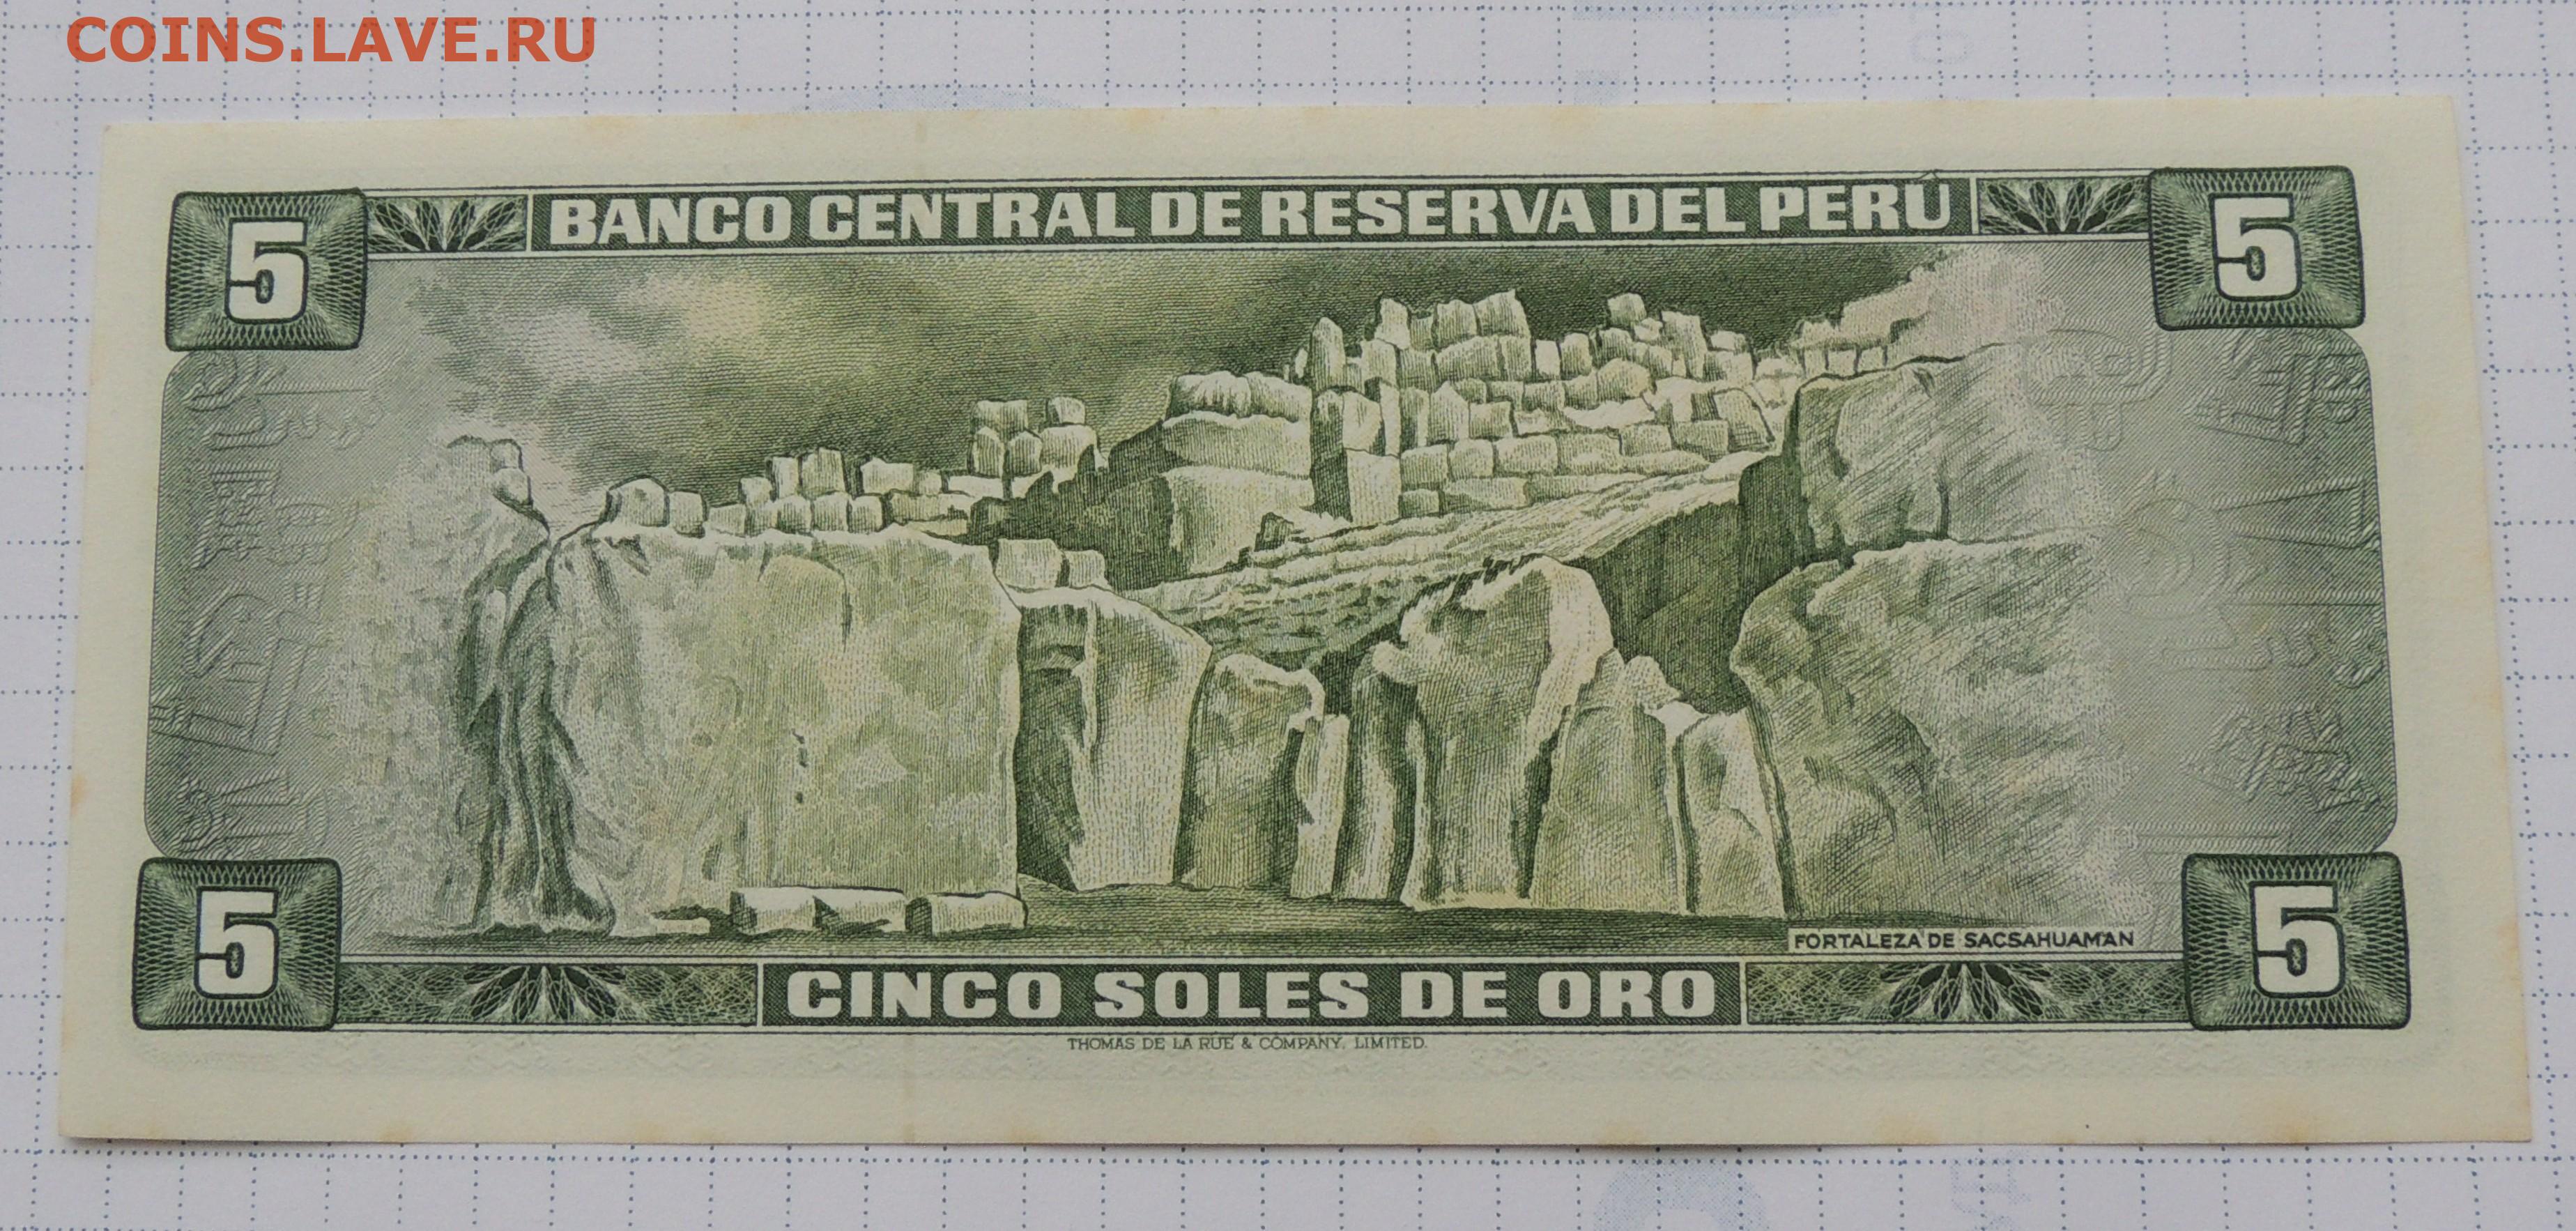 COINS.LAVE.RU
5 BANCO CENTRAL DE RESERVA DEL PERÚ 5
FORTALEZA DE SACSAHUAMAN
5 CINCO SOLES DE ORO 5
THOMAS DE LA RUE & COMPANY, LIMITED.